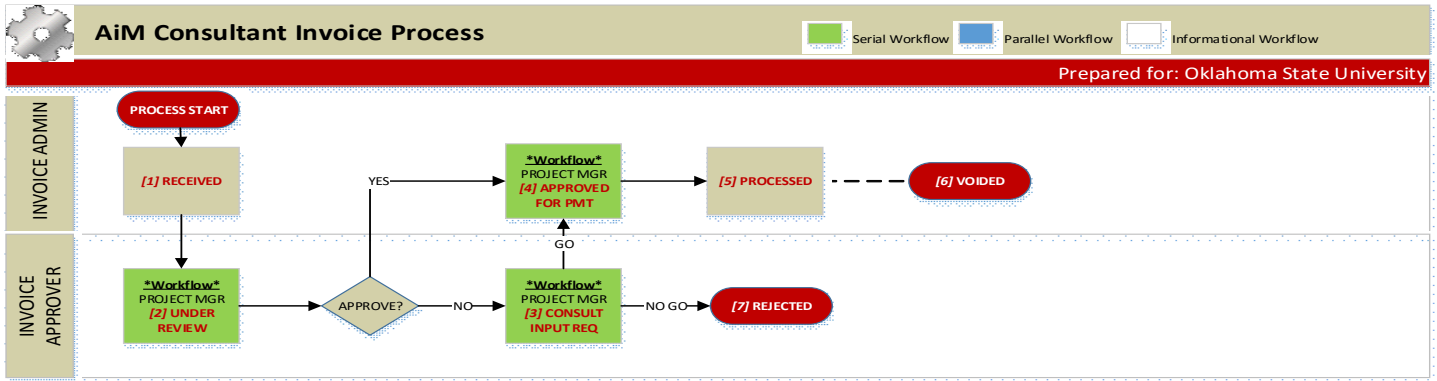 AiM Consultant Invoice Process
Serial Workflow
Parallel Workflow
Informational Workflow
Prepared for: Oklahoma State University
INVOICE ADMIN
PROCESS START
[1] RECEIVED
YES
*Workflow*
PROJECT MGR
[4] APPROVED
FOR PMT
[5] PROCESSED
[6] VOIDED
GO
INVOICE
APPROVER
*Workflow*
PROJECT MGR
[2] UNDER
REVIEW
APPROVE?
NO
*Workflow*
PROJECT MGR
[3] CONSULT
INPUT REQ
NO GO
[7] REJECTED